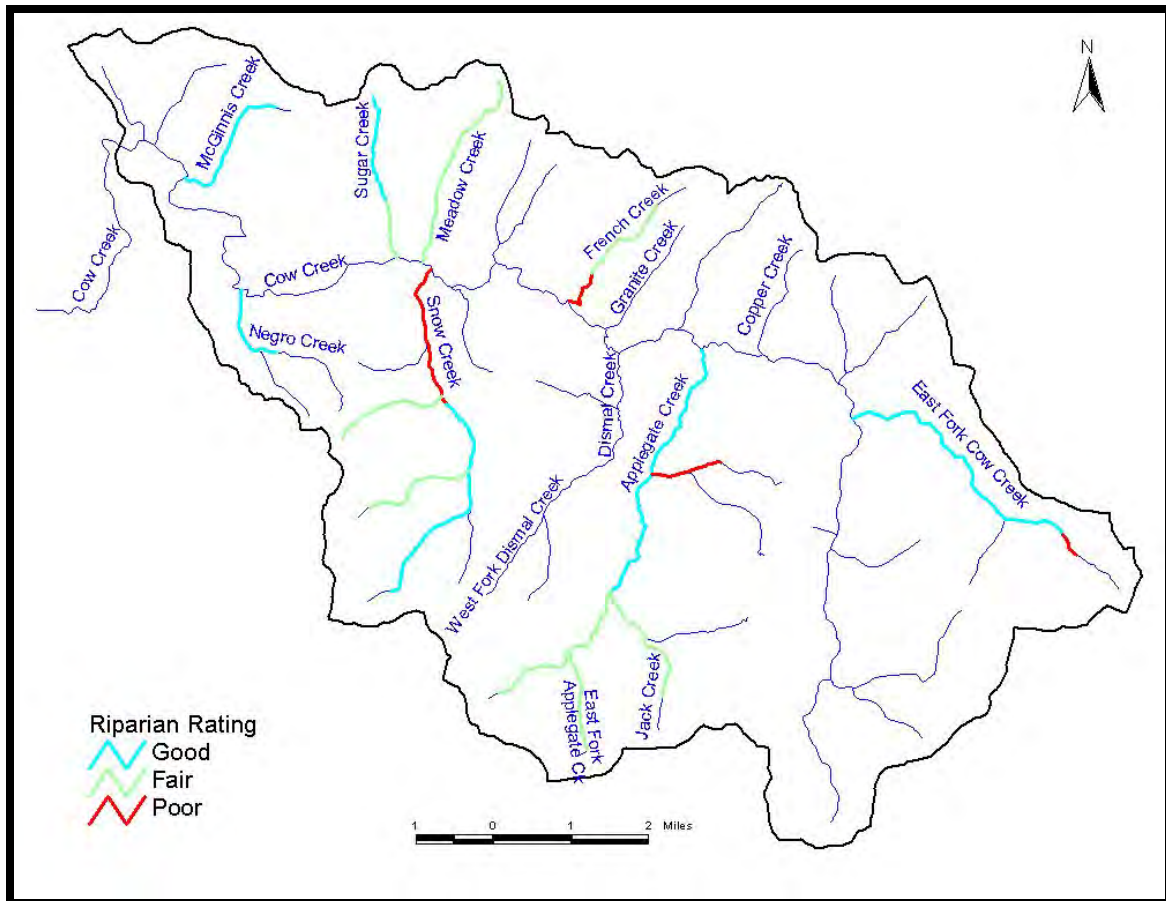 N
McGinnis Creek
Sugar Creek
Meadow Creek
French Creek
Granite Creek
Cow Creek
Cow Creek
Copper Creek
Snow Creek
Negro Creek
Dismal Creek
Applegate Creek
East Fork Cow Creek
West Fork Dismal Creek
East Fork
Applegate Ck
Jack Creek
Riparian Rating
Good
Fair
Poor
1 0 1 2 Miles